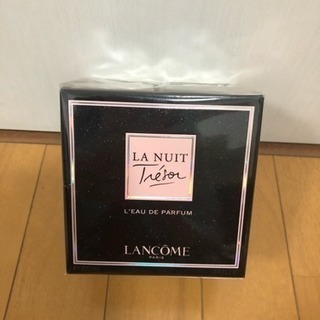 LA NUIT
Trésor
L'EAU DE PARFUM
LANCÔME
PARIS